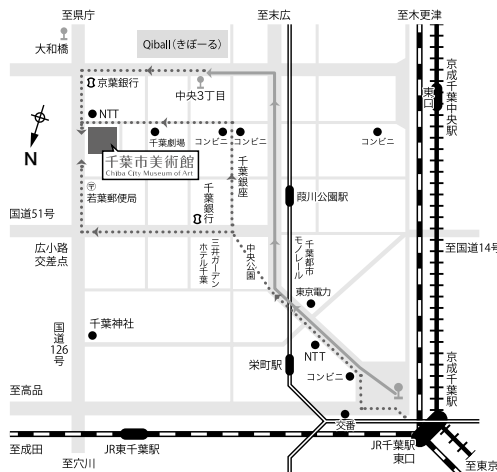 至県庁
至末広
至木更津
大和橋
Qiball(きぼーる)
京葉銀行
中央3丁目
東口
京成千葉中央駅
NTT
千葉劇場
コンビニ
コンビニ
コンビニ
N
千葉市美術館
Chiba City Museum of Art
若葉郵便局
千葉銀行
千葉銀座
葭川公園駅
国道51号
広小路
交差点
三井ガーデン
ホテル千葉
中央公園
千葉都市
モノレール
至国道14号
東京電力
国道126号
千葉神社
NTT
栄町駅
コンビニ
京成千葉駅
至高品
交番
至成田
JR東千葉駅
JR千葉駅
東口
至穴川
至東京